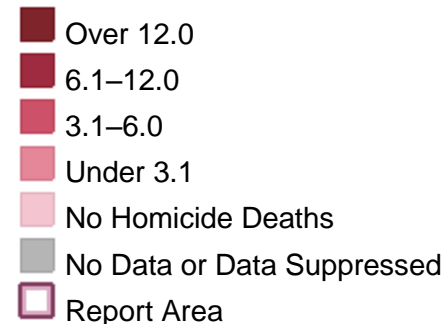 Over 12.0
6.1–12.0
3.1–6.0
Under 3.1
No Homicide Deaths
No Data or Data Suppressed
Report Area